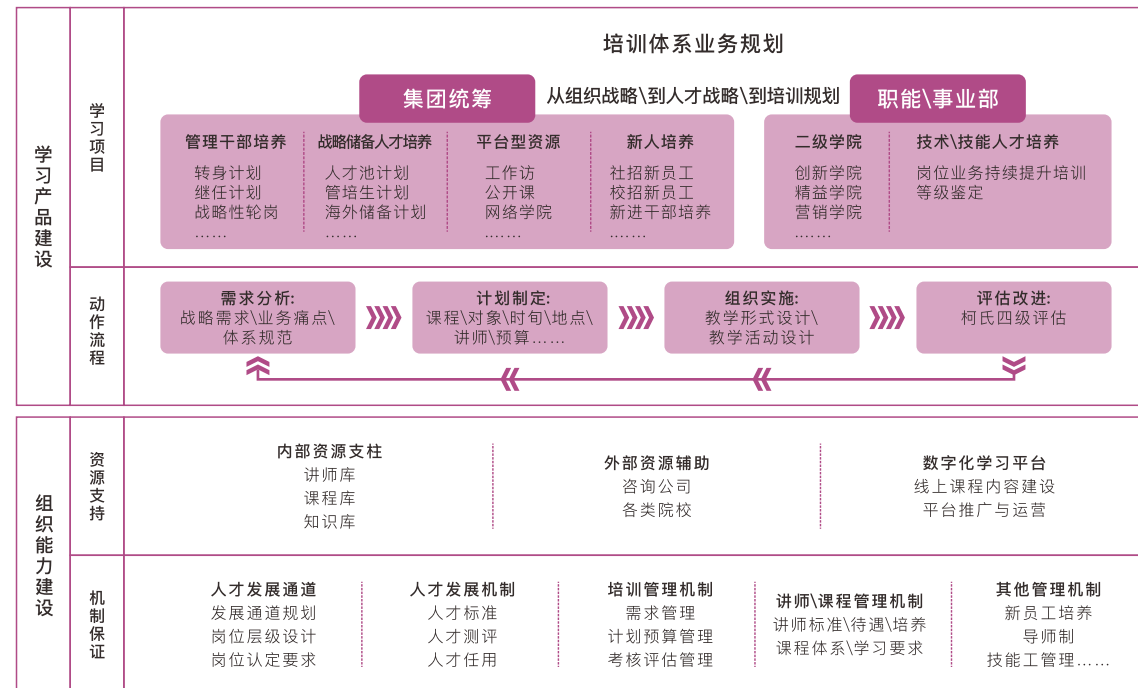 学习产品建设
学习项目
培训体系业务规划
集团统筹
从组织战略\到人才战略\到培训规划
职能\事业部
管理干部培养
转身计划
继任计划
战略性轮岗
……
战略储备人才培养
人才池计划
管培生计划
海外储备计划
……
平台型资源
工作访
公开课
网络学院
……
新人培养
社招新员工
校招新员工
新进干部培养
……
二级学院
创新学院
精益学院
营销学院
……
技术\技能人才培养
岗位业务持续提升培训
等级鉴定
动作流程
需求分析:
战略需求\业务痛点\
体系规范
计划制定:
课程\对象\时旬\地点\
讲师\预算……
组织实施:
教学形式设计\
教学活动设计
评估改进:
柯氏四级评估
组织能力建设
资源支持
内部资源支柱
讲师库
课程库
知识库
外部资源辅助
咨询公司
各类院校
数字化学习平台
线上课程内容建设
平台推广与运营
机制保证
人才发展通道
发展通道规划
岗位层级设计
岗位认定要求
人才发展机制
人才标准
人才测评
人才任用
培训管理机制
需求管理
计划预算管理
考核评估管理
讲师\课程管理机制
讲师标准\待遇\培养
课程体系\学习要求
其他管理机制
新员工培养
导师制
技能工管理……